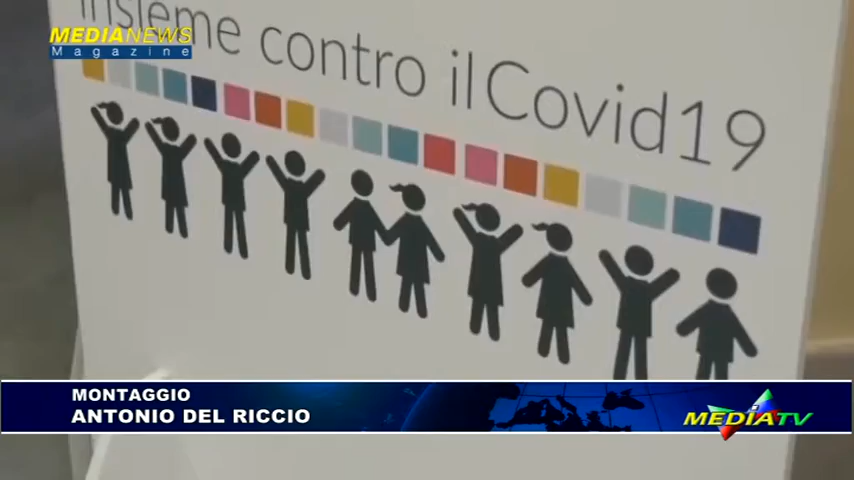 MEDIANEWS
Magazine
Insieme contro il Covid19
MONTAGGIO
ANTONIO DEL RICCIO
MEDIATV